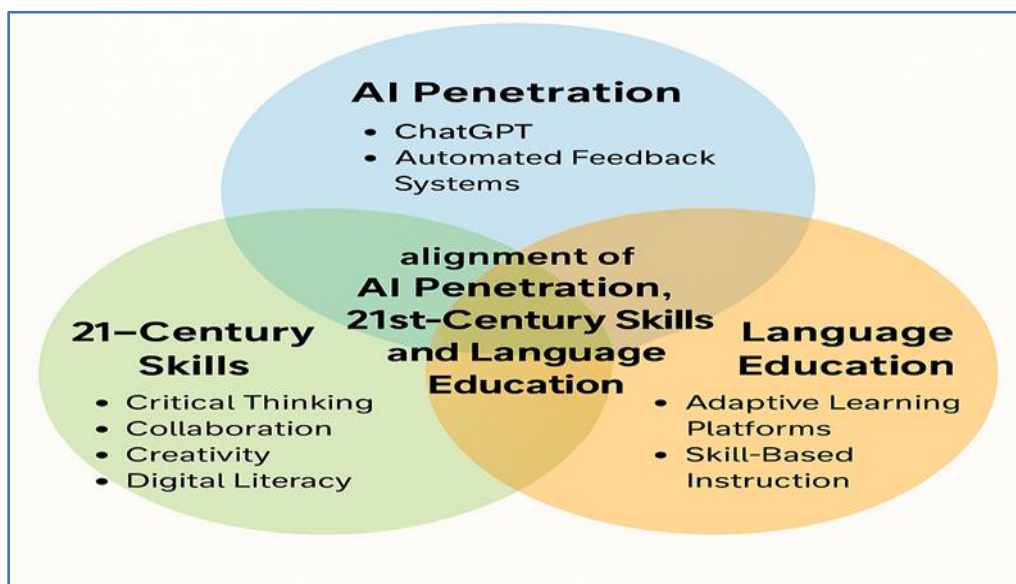 AI Penetration
• ChatGPT
• Automated Feedback
Systems
alignment of
AI Penetration,
21st-Century Skills
and Language
Education
21–Century
Skills
• Critical Thinking
• Collaboration
• Creativity
• Digital Literacy
Language
Education
• Adaptive Learning
Platforms
• Skill-Based
Instruction